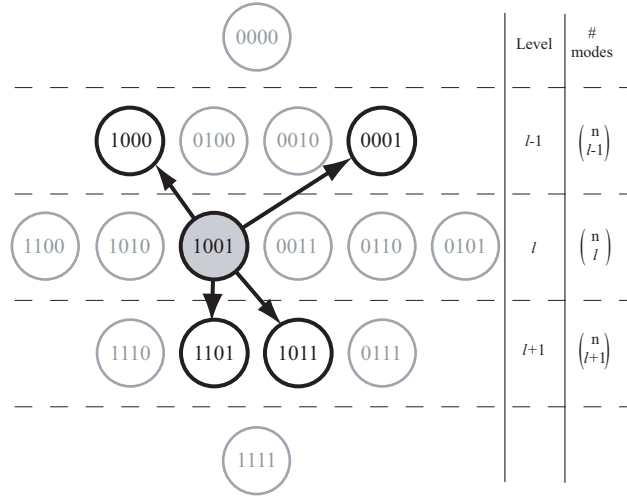 0000
Level
#
modes
1000 0100 0010 0001
l-1
( n l-1 )
1100 1010 1001 0011 0110 0101
l
( n l )
1110 1101 1011 0111
l+1
( n l+1 )
1111